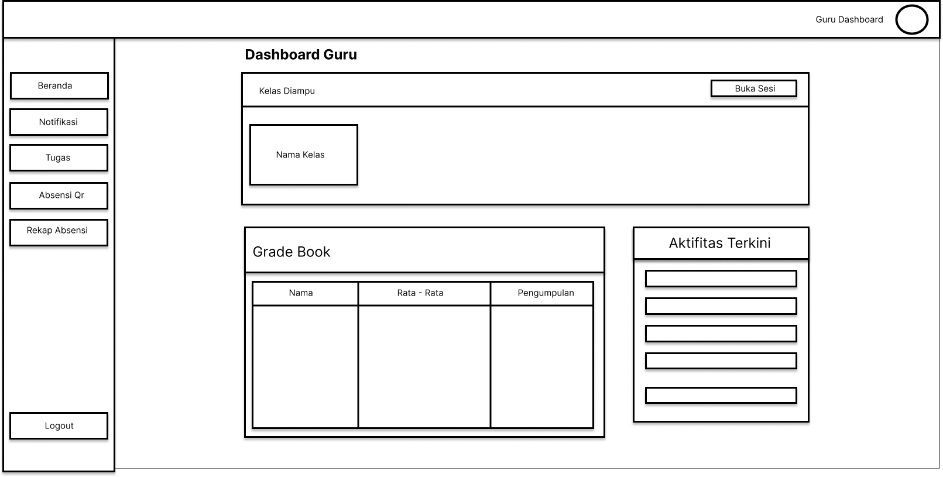 Guru Dashboard
Beranda
Notifikasi
Tugas
Absensi Qr
Rekap Absensi
Logout
Dashboard Guru
Kelas Diampu
Buka Sesi
Nama Kelas
Grade Book
Nama
Rata - Rata
Pengumpulan
Aktifitas Terkini